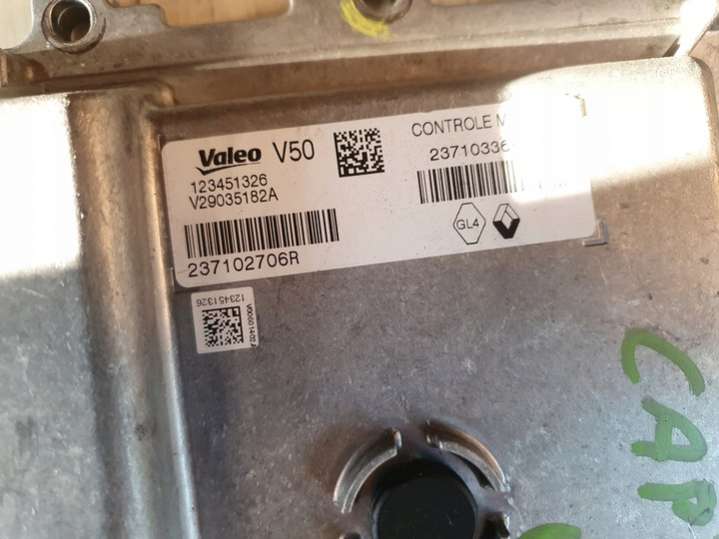 Valeo V50
123451326
V29035182A
237102706R
CONTROLE M
23710336
GL4
123451326
CAP